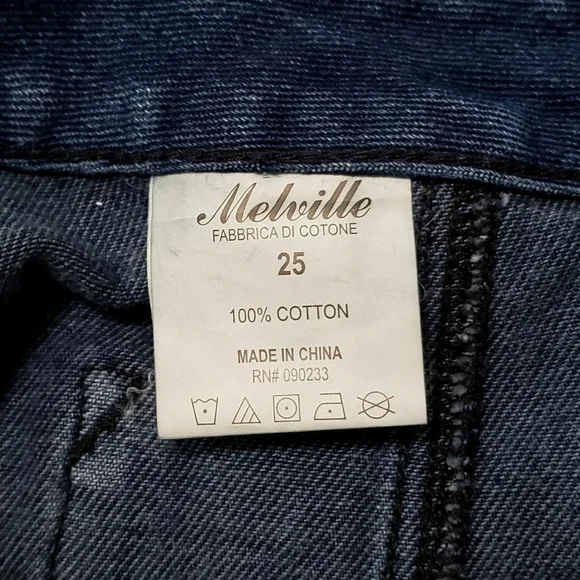 Melville
FABBRICA DI COTONE
25
100% COTTON
MADE IN CHINA
RN# 090233